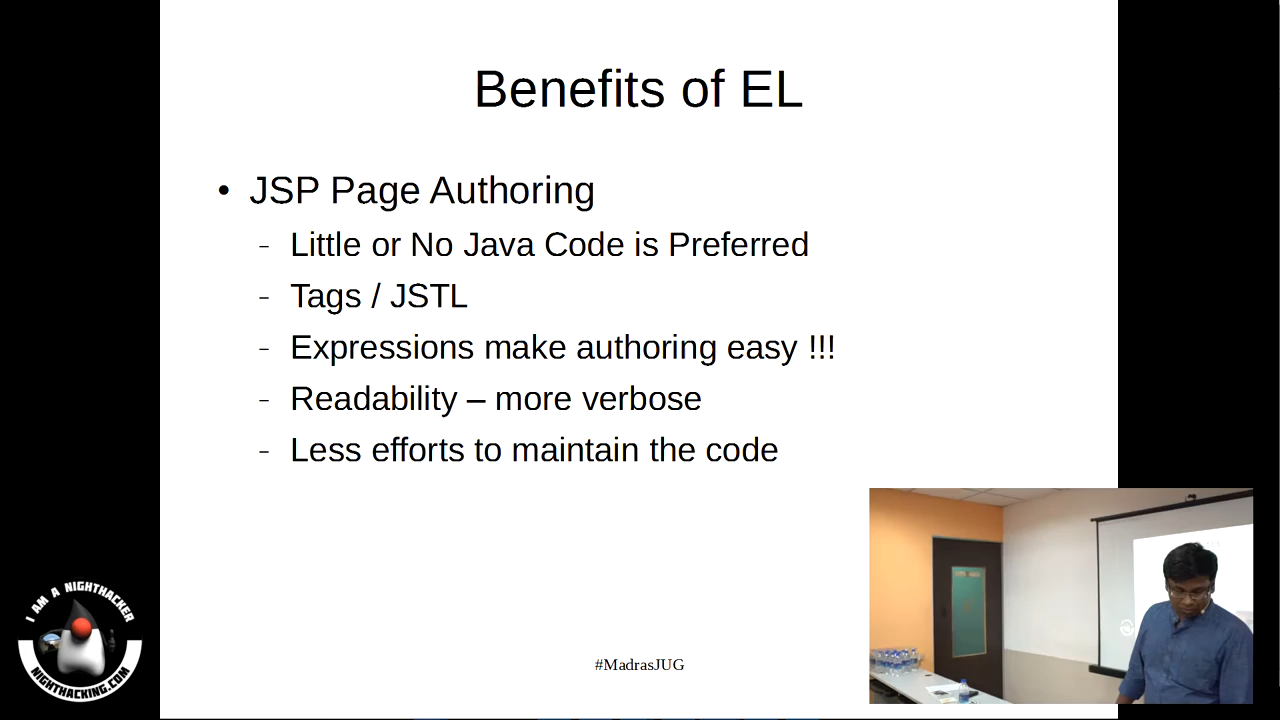 Benefits of EL
• JSP Page Authoring
– Little or No Java Code is Preferred
– Tags / JSTL
– Expressions make authoring easy !!!
– Readability – more verbose
– Less efforts to maintain the code
I AM A NIGHTHACKER
NIGHTHACKING.COM
#MadrasJUG